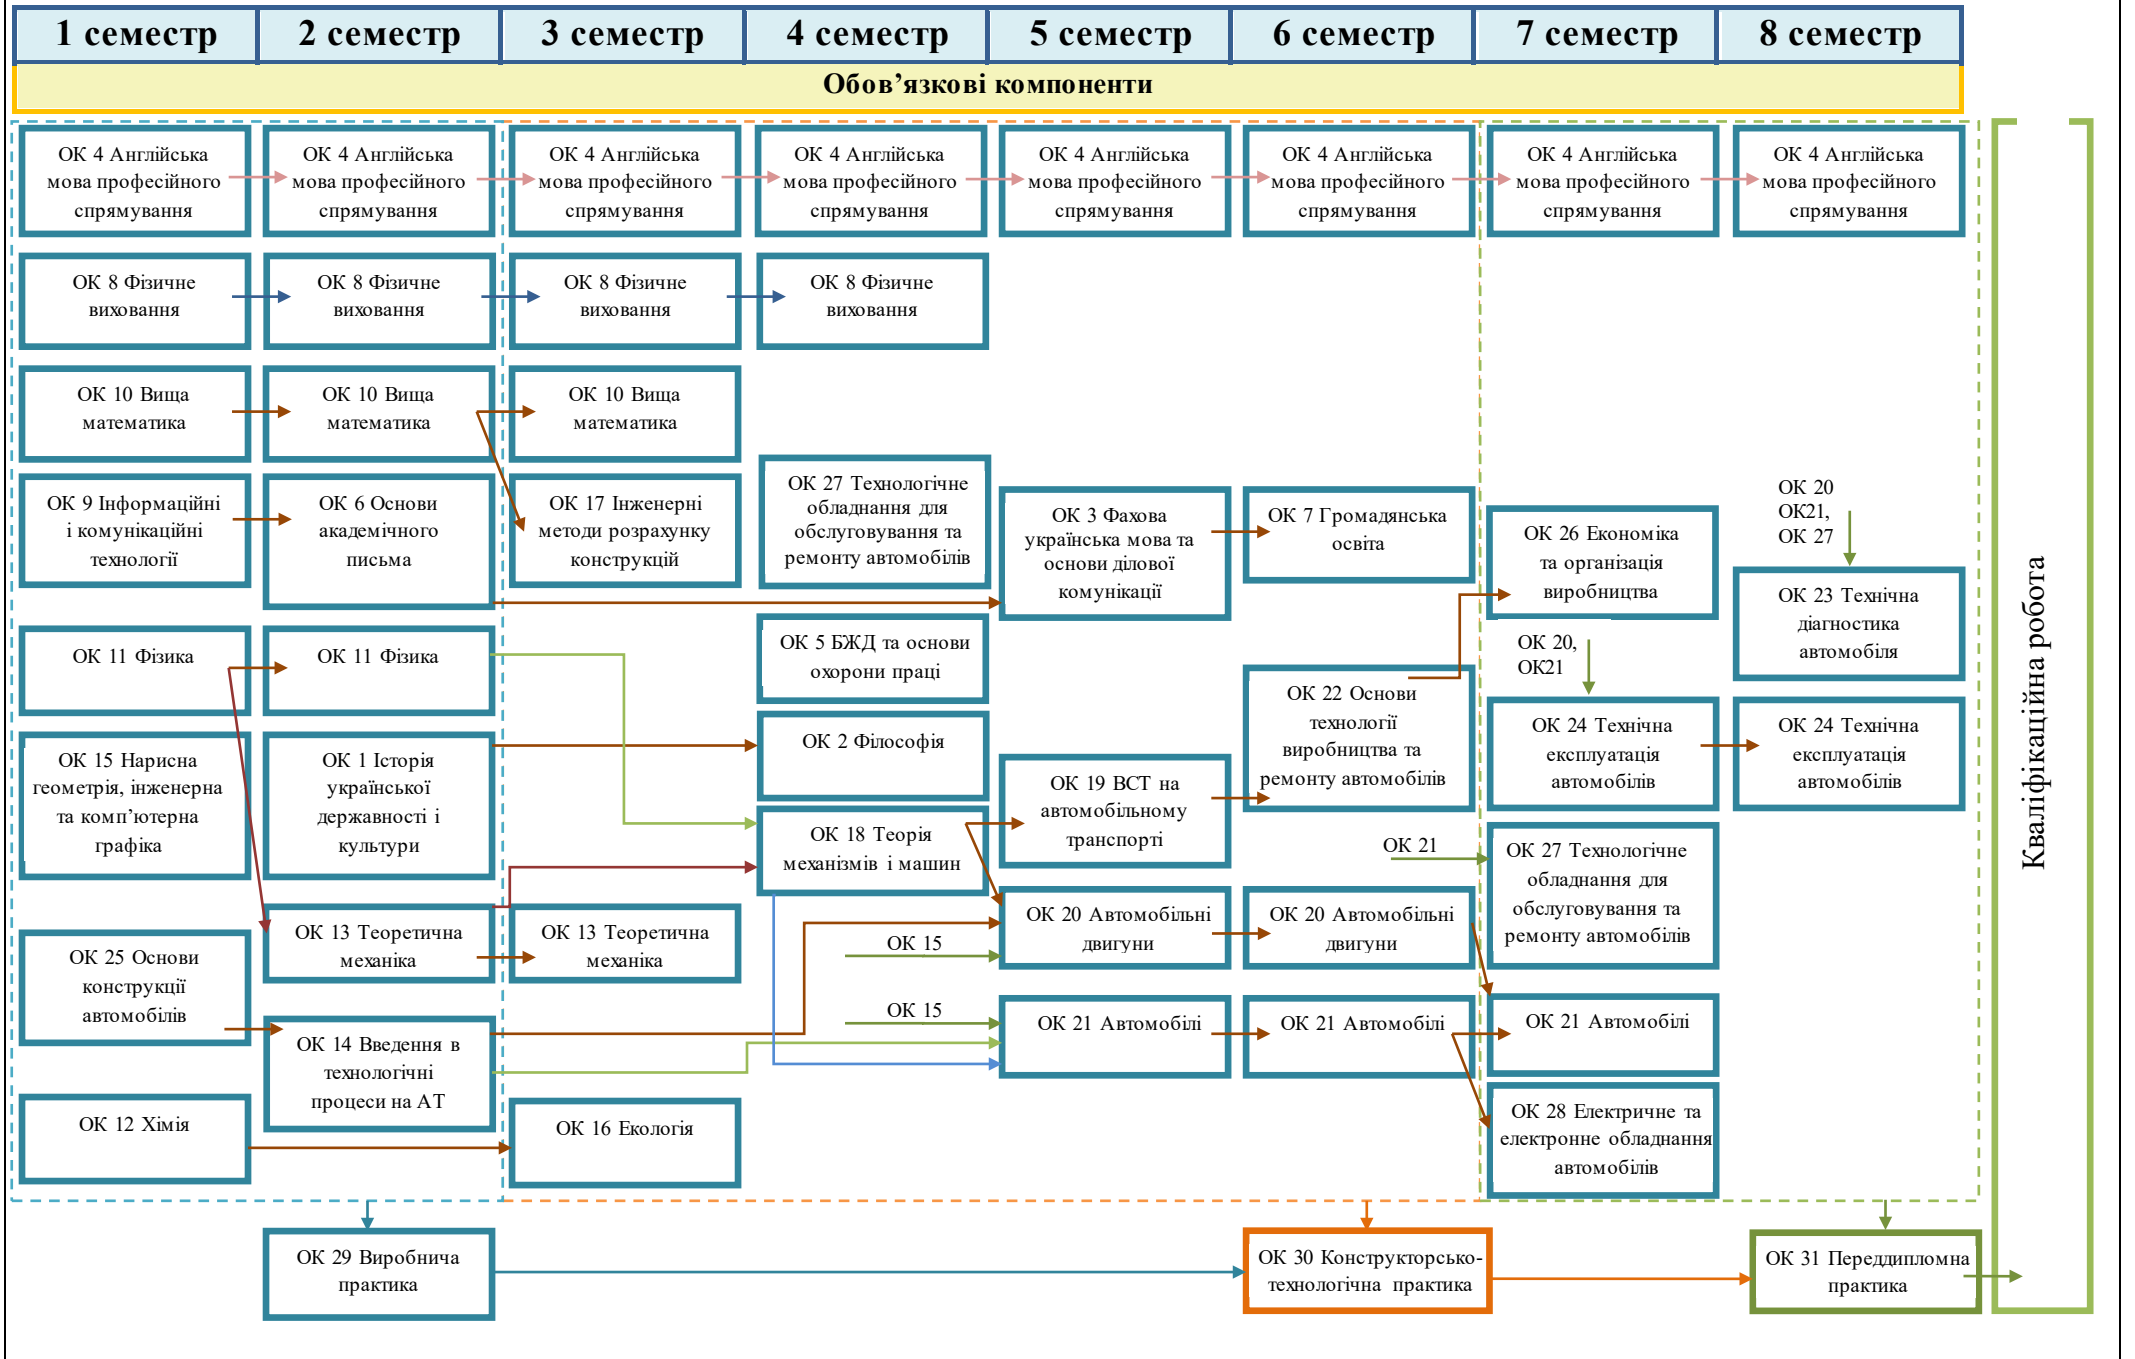 1 семестр
2 семестр
3 семестр
4 семестр
5 семестр
6 семестр
7 семестр
8 семестр
Обов’язкові компоненти
ОК 4 Англійська
мова професійного
спрямування
ОК 4 Англійська
мова професійного
спрямування
ОК 4 Англійська
мова професійного
спрямування
ОК 4 Англійська
мова професійного
спрямування
ОК 4 Англійська
мова професійного
спрямування
ОК 4 Англійська
мова професійного
спрямування
ОК 4 Англійська
мова професійного
спрямування
ОК 4 Англійська
мова професійного
спрямування
ОК 8 Фізичне
виховання
ОК 8 Фізичне
виховання
ОК 8 Фізичне
виховання
ОК 8 Фізичне
виховання
ОК 10 Вища
математика
ОК 10 Вища
математика
ОК 10 Вища
математика
ОК 9 Інформаційні
і комунікаційні
технології
ОК 6 Основи
академічного
письма
ОК 17 Інженерні
методи розрахунку
конструкцій
ОК 27 Технологічне
обладнання для
обслуговування та
ремонту автомобілів
ОК 3 Фахова
українська мова та
основи ділової
комунікації
ОК 7 Громадянська
освіта
ОК 26 Економіка
та організація
виробництва
ОК 20
ОК21,
ОК 27
ОК 23 Технічна
діагностика
автомобіля
ОК 11 Фізика
ОК 11 Фізика
ОК 5 БЖД та основи
охорони праці
ОК 20,
ОК21
ОК 22 Основи
технології
виробництва та
ремонту автомобілів
ОК 24 Технічна
експлуатація
автомобілів
ОК 24 Технічна
експлуатація
автомобілів
ОК 15 Нарисна
геометрія, інженерна
та комп’ютерна
графіка
ОК 1 Історія
української
державності і
культури
ОК 2 Філософія
ОК 19 ВСТ на
автомобільному
транспорті
ОК 18 Теорія
механізмів і машин
ОК 21
ОК 27 Технологічне
обладнання для
обслуговування та
ремонту автомобілів
ОК 25 Основи
конструкції
автомобілів
ОК 13 Теоретична
механіка
ОК 13 Теоретична
механіка
ОК 15
ОК 20 Автомобільні
двигуни
ОК 20 Автомобільні
двигуни
ОК 14 Введення в
технологічні
процеси на АТ
ОК 15
ОК 21 Автомобілі
ОК 21 Автомобілі
ОК 21 Автомобілі
ОК 12 Хімія
ОК 16 Екологія
ОК 28 Електричне та
електронне обладнання
автомобілів
ОК 29 Виробнича
практика
ОК 30 Конструкторсько-
технологічна практика
ОК 31 Переддипломна
практика
Кваліфікаційна робота